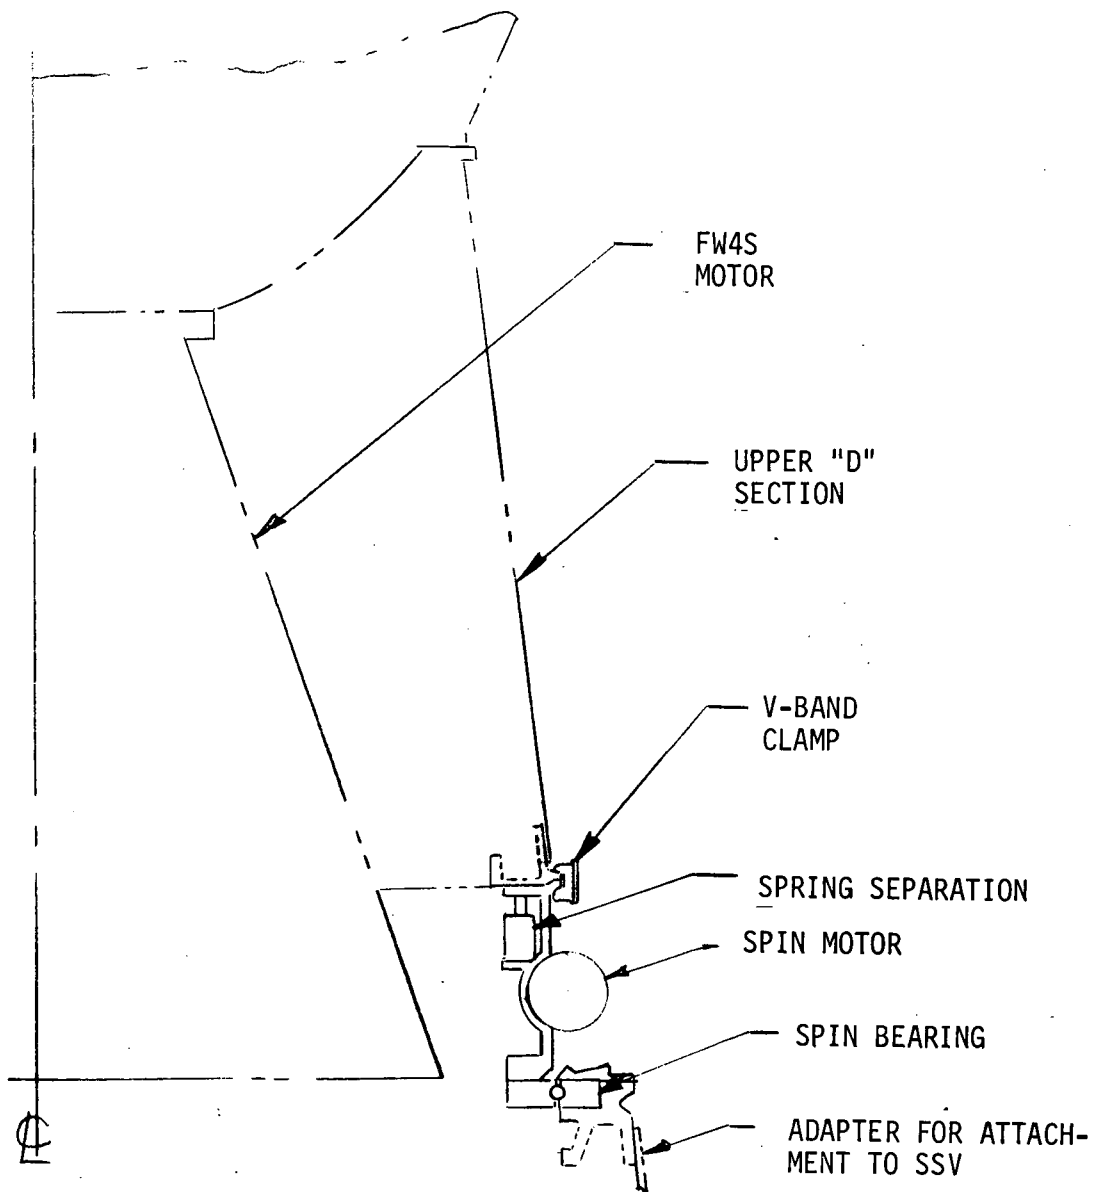 FW4S
MOTOR
UPPER "D"
SECTION
V-BAND
CLAMP
SPRING SEPARATION
SPIN MOTOR
SPIN BEARING
ADAPTER FOR ATTACH-
MENT TO SSV
℄